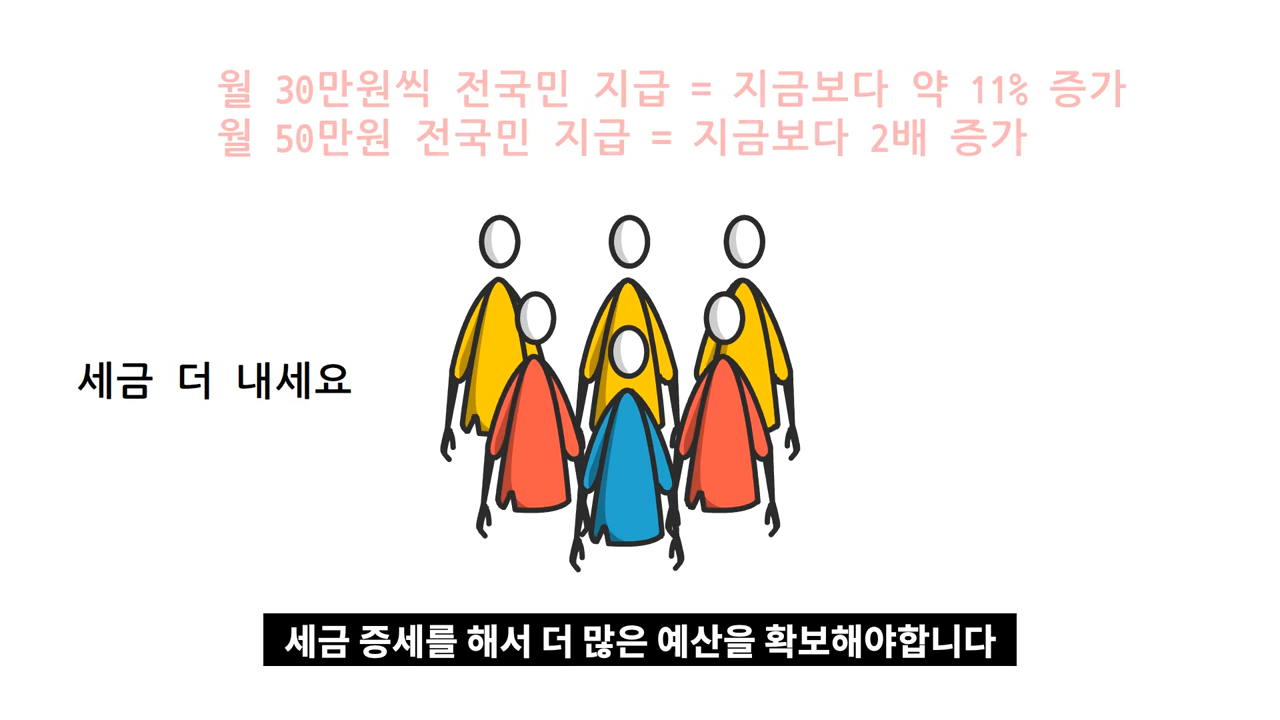 월 30만원씩 전국민 지급 = 지금보다 약 11% 증가
월 50만원 전국민 지급 = 지금보다 2배 증가
세금 더 내세요
세금 증세를 해서 더 많은 예산을 확보해야합니다